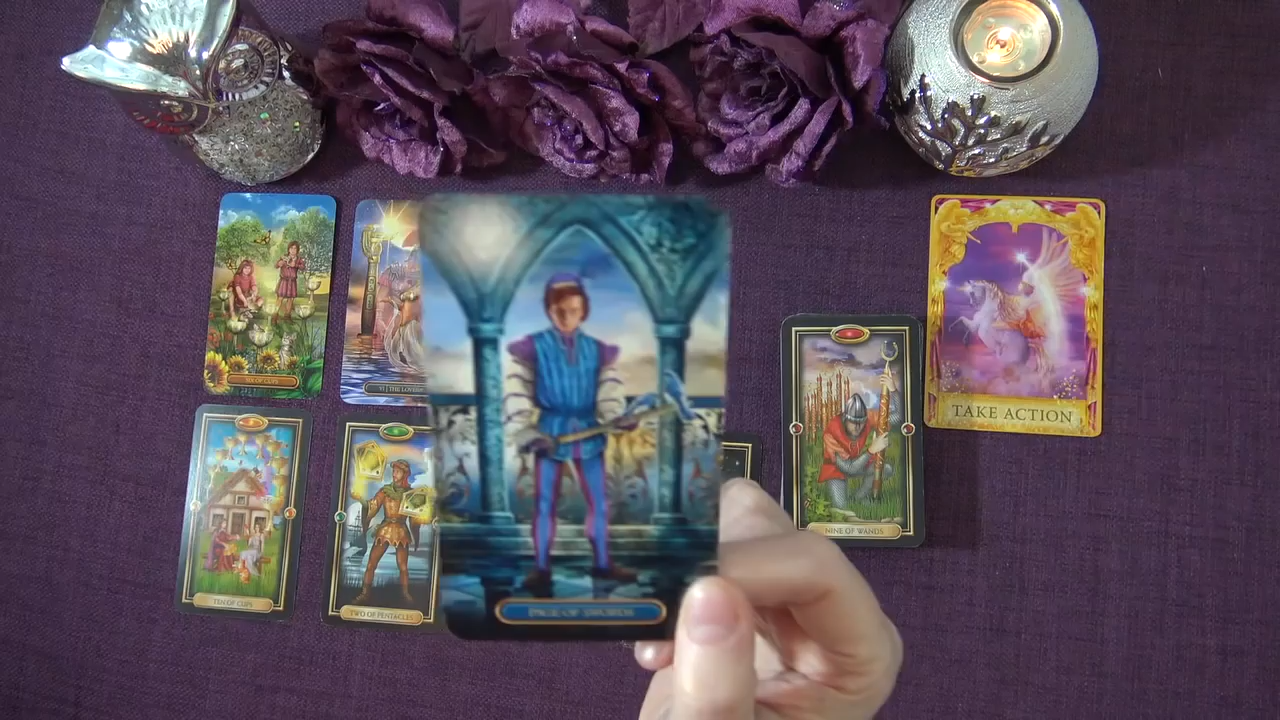 SIX OF CUPS
VI | THE LOVERS
PAGE OF SWORDS
TAKE ACTION
TEN OF CUPS
TWO OF PENTACLES
NINE OF WANDS